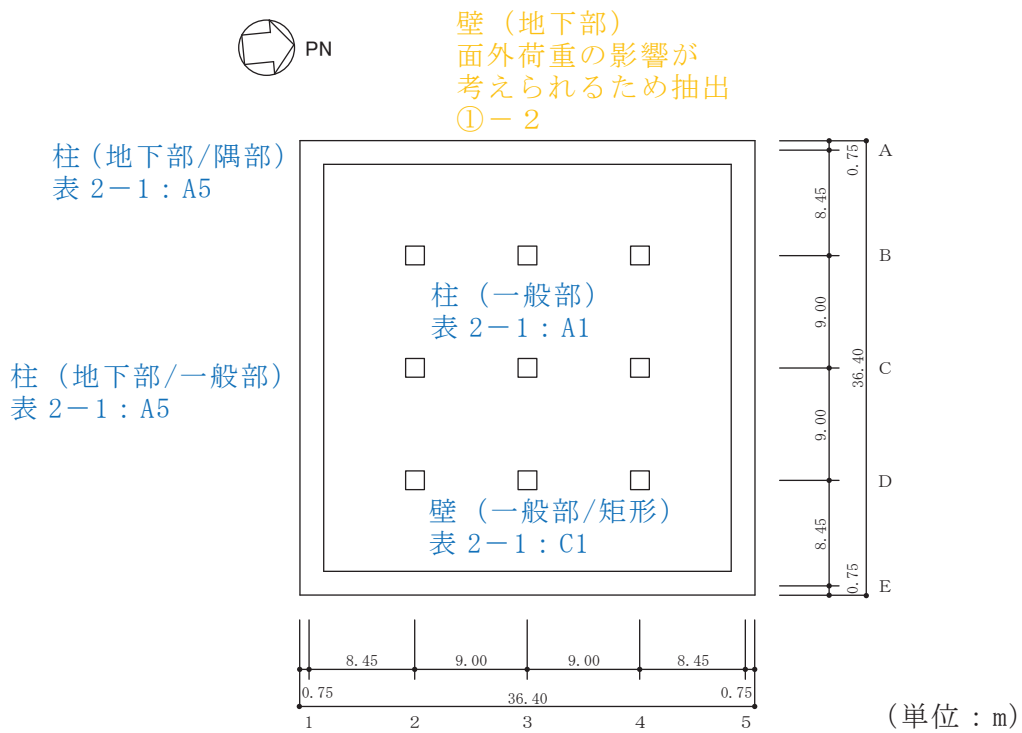 PN
壁（地下部）
面外荷重の影響が
考えられるため抽出
①－２
柱（地下部/隅部）
表 2－1：A5
柱（一般部）
表 2－1：A1
柱（地下部/一般部）
表 2－1：A5
壁（一般部/矩形）
表 2－1：C1
0.75
A
8.45
B
9.00
36.40
C
9.00
D
8.45
0.75
E
8.45 9.00 9.00 8.45
0.75 36.40 0.75
1 2 3 4 5
（単位：m）